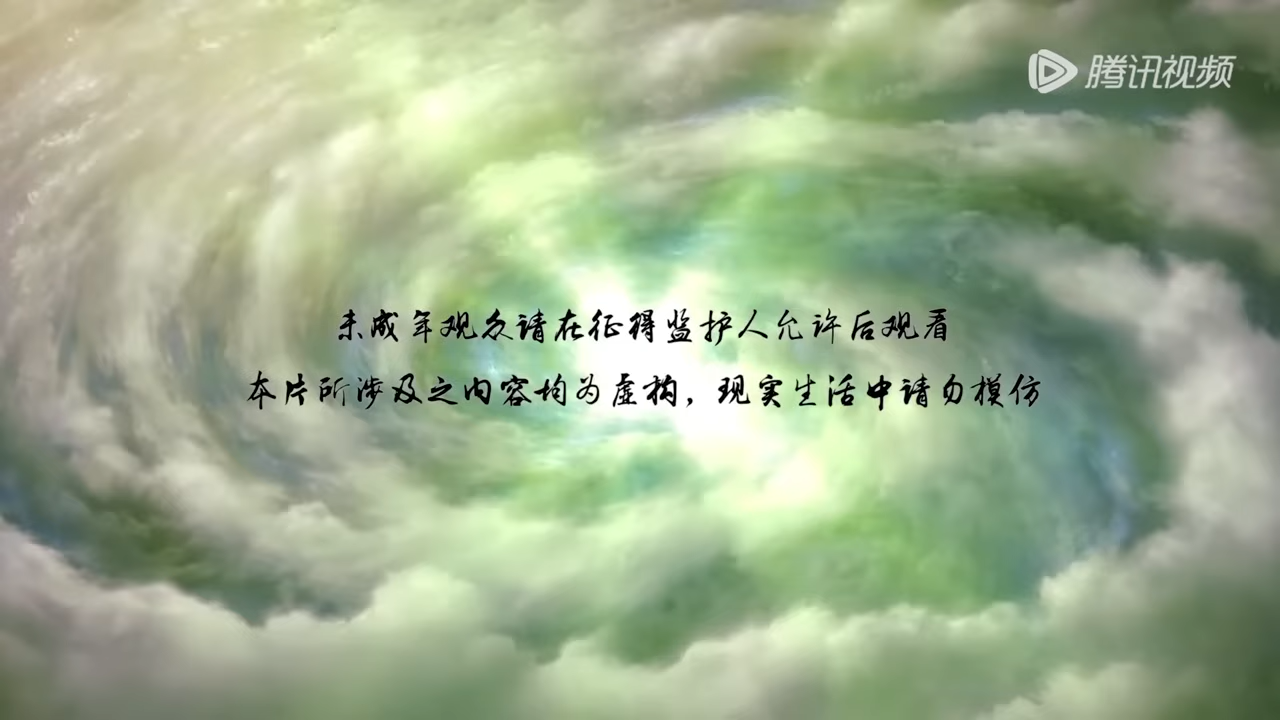 腾讯视频
未成年观众请在征得监护人允许后观看
本片所涉及之内容均为虚构，现实生活中请勿模仿